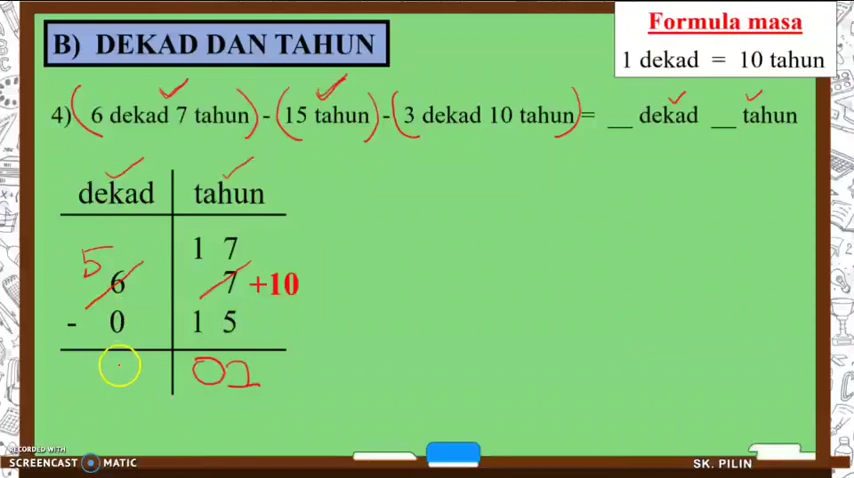 Formula masa
1 dekad = 10 tahun
B) DEKAD DAN TAHUN
4) (6 dekad 7 tahun) - (15 tahun) - (3 dekad 10 tahun) = __ dekad __ tahun
dekad tahun
5 1 7
6 7 +10
- 0 1 5
02
RECORDED WITH
SCREENCAST MATIC
SK. PILIN